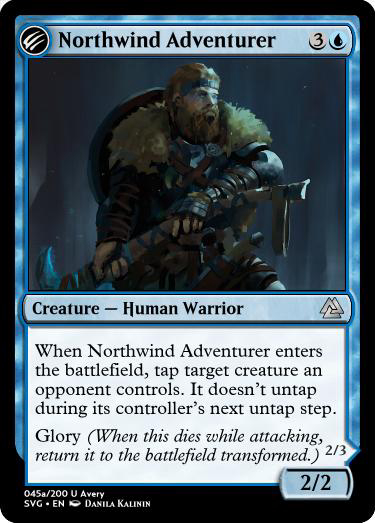 Northwind Adventurer 3
Creature — Human Warrior
When Northwind Adventurer enters
the battlefield, tap target creature an
opponent controls. It doesn't untap
during its controller's next untap step.
Glory (When this dies while attacking,
return it to the battlefield transformed.) 2/3
2/2
045a/200 U Avery
SVG • EN Danila Kalinin